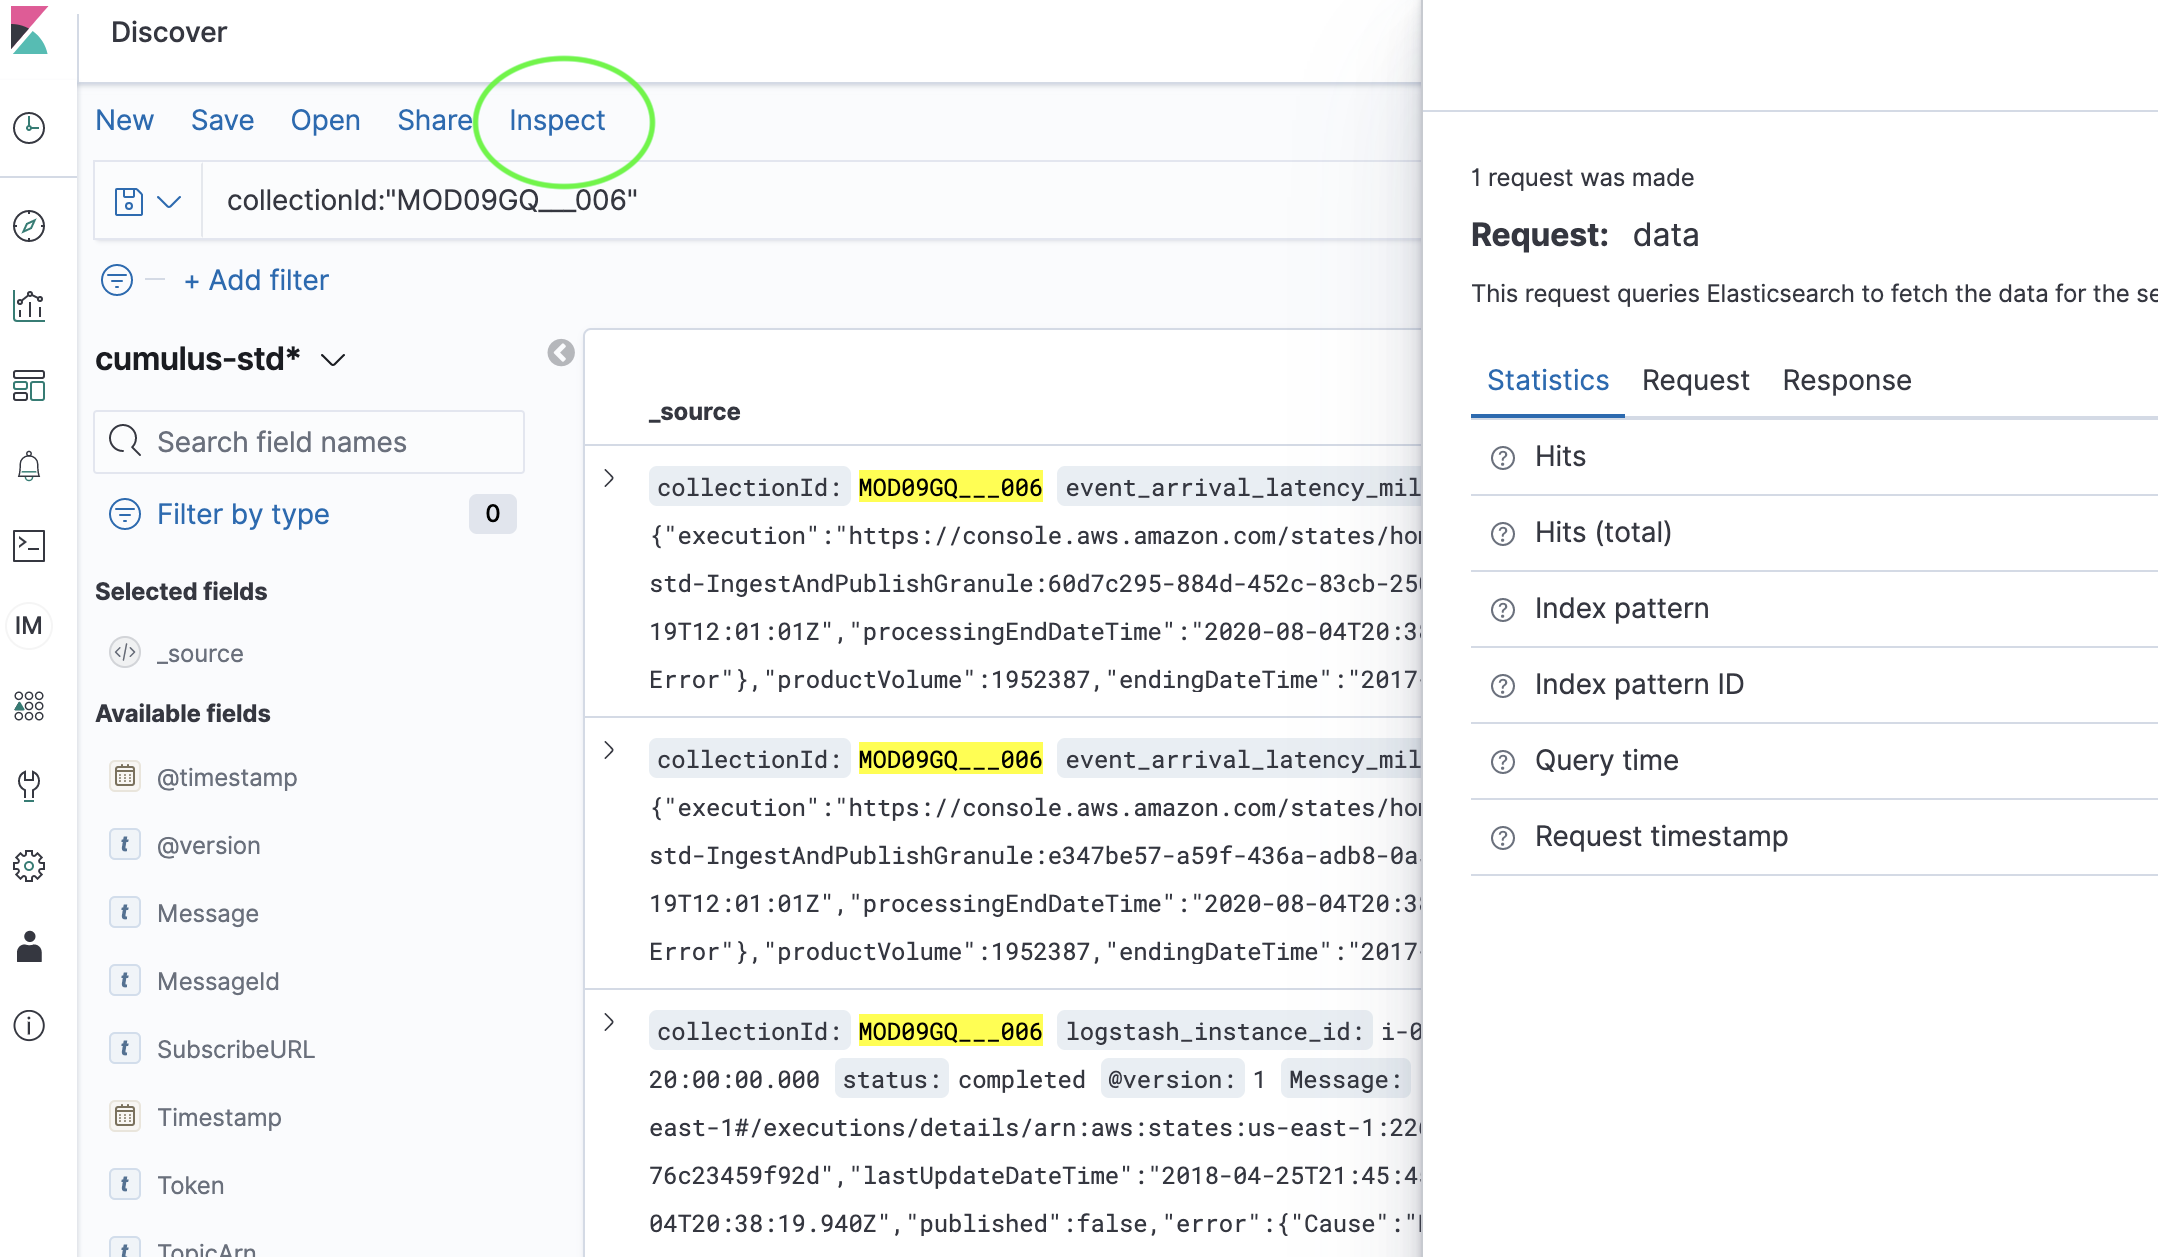 Discover
New Save Open Share Inspect
collectionId:"MOD09GQ___006"
+ Add filter
cumulus-std*
Search field names
Filter by type 0
Selected fields
_source
Available fields
@timestamp
@version
Message
MessageId
SubscribeURL
Timestamp
Token
TopicArn
IM
_source
collectionId: MOD09GQ___006 event_arrival_latency_mil
{"execution":"https://console.aws.amazon.com/states/hom
std-IngestAndPublishGranule:60d7c295-884d-452c-83cb-250
19T12:01:01Z","processingEndDateTime":"2020-08-04T20:38
Error"},"productVolume":1952387,"endingDateTime":"2017-
collectionId: MOD09GQ___006 event_arrival_latency_mil
{"execution":"https://console.aws.amazon.com/states/hom
std-IngestAndPublishGranule:e347be57-a59f-436a-adb8-0a
19T12:01:01Z","processingEndDateTime":"2020-08-04T20:38
Error"},"productVolume":1952387,"endingDateTime":"2017-
collectionId: MOD09GQ___006 logstash_instance_id: i-0
20:00:00.000 status: completed @version: 1 Message:
east-1#/executions/details/arn:aws:states:us-east-1:220
76c23459f92d","lastUpdateDateTime":"2018-04-25T21:45:4
04T20:38:19.940Z","published":false,"error":{"Cause":"
1 request was made
Request: data
This request queries Elasticsearch to fetch the data for the se
Statistics Request Response
Hits
Hits (total)
Index pattern
Index pattern ID
Query time
Request timestamp